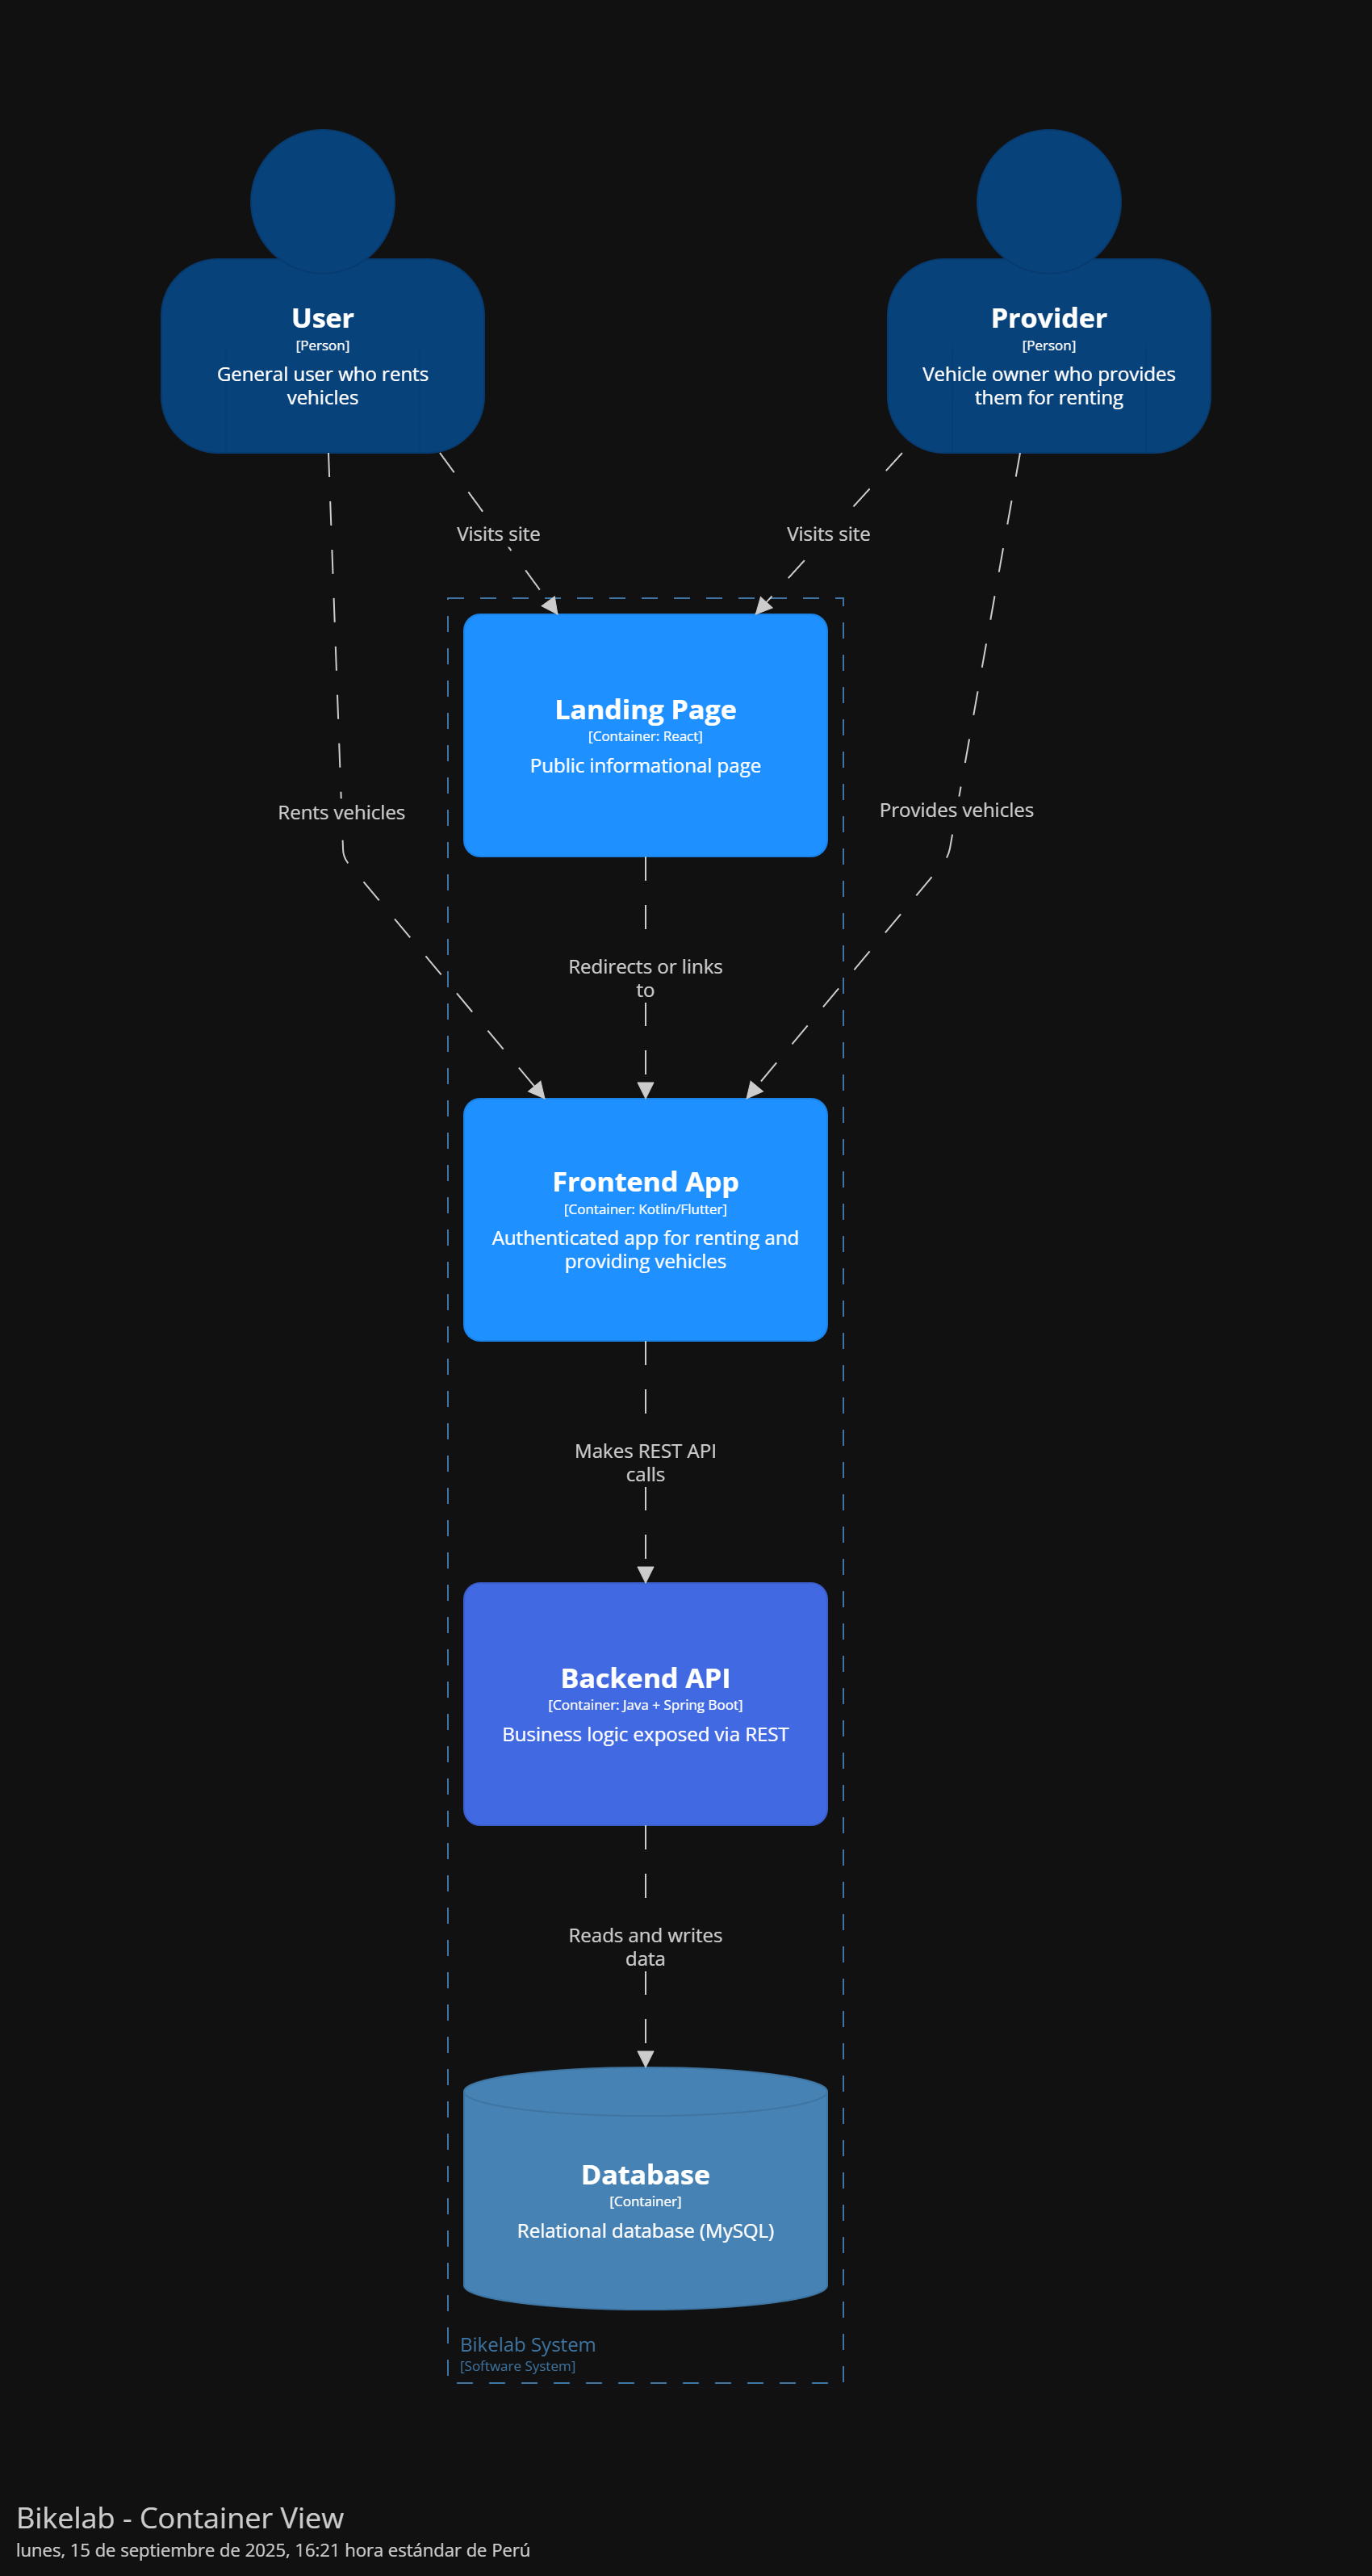 User
[Person]
General user who rents
vehicles
Provider
[Person]
Vehicle owner who provides
them for renting
Visits site
Visits site
Landing Page
[Container: React]
Public informational page
Rents vehicles
Provides vehicles
Redirects or links
to
Frontend App
[Container: Kotlin/Flutter]
Authenticated app for renting and
providing vehicles
Makes REST API
calls
Backend API
[Container: Java + Spring Boot]
Business logic exposed via REST
Reads and writes
data
Database
[Container]
Relational database (MySQL)
Bikelab System
[Software System]
Bikelab - Container View
lunes, 15 de septiembre de 2025, 16:21 hora estándar de Perú